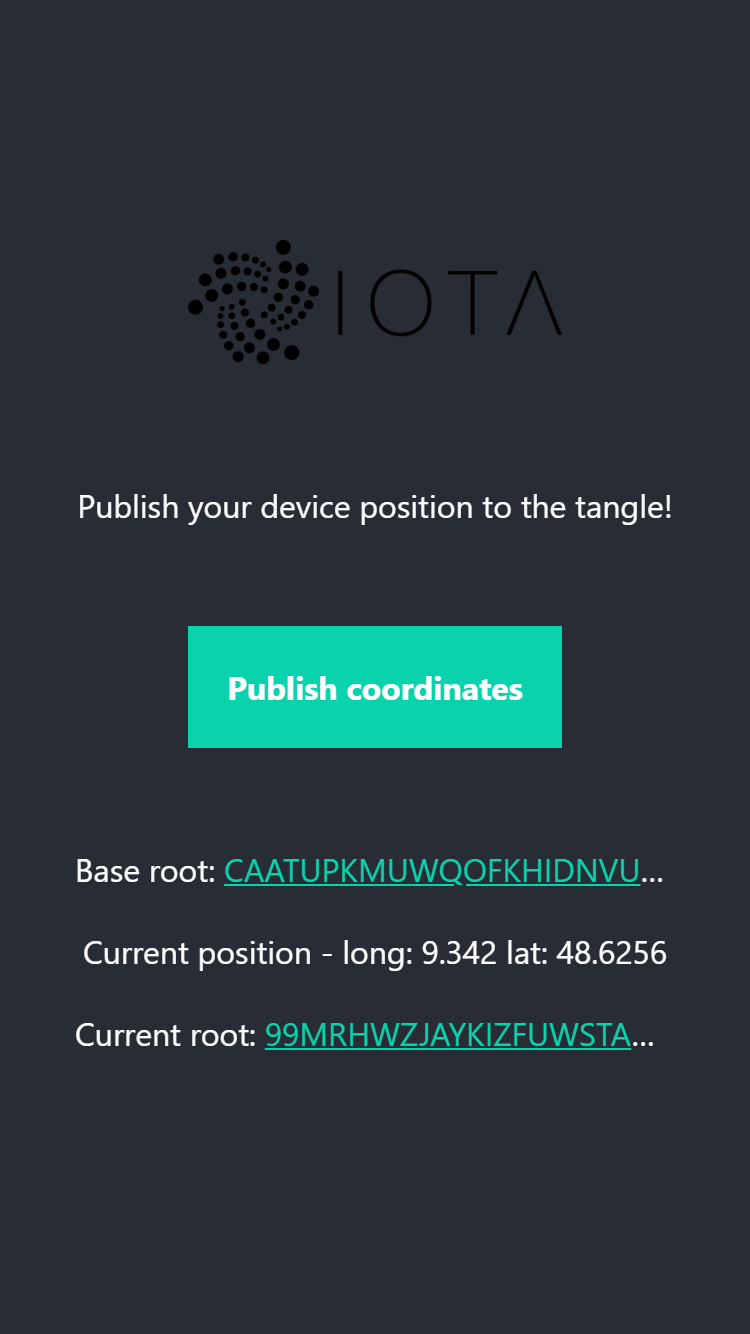 IOTA
Publish your device position to the tangle!
Publish coordinates
Base root: CAATUPKMUWQOFKHIDNVU...
Current position - long: 9.342 lat: 48.6256
Current root: 99MRHWZJAYKIZFUWSTA...